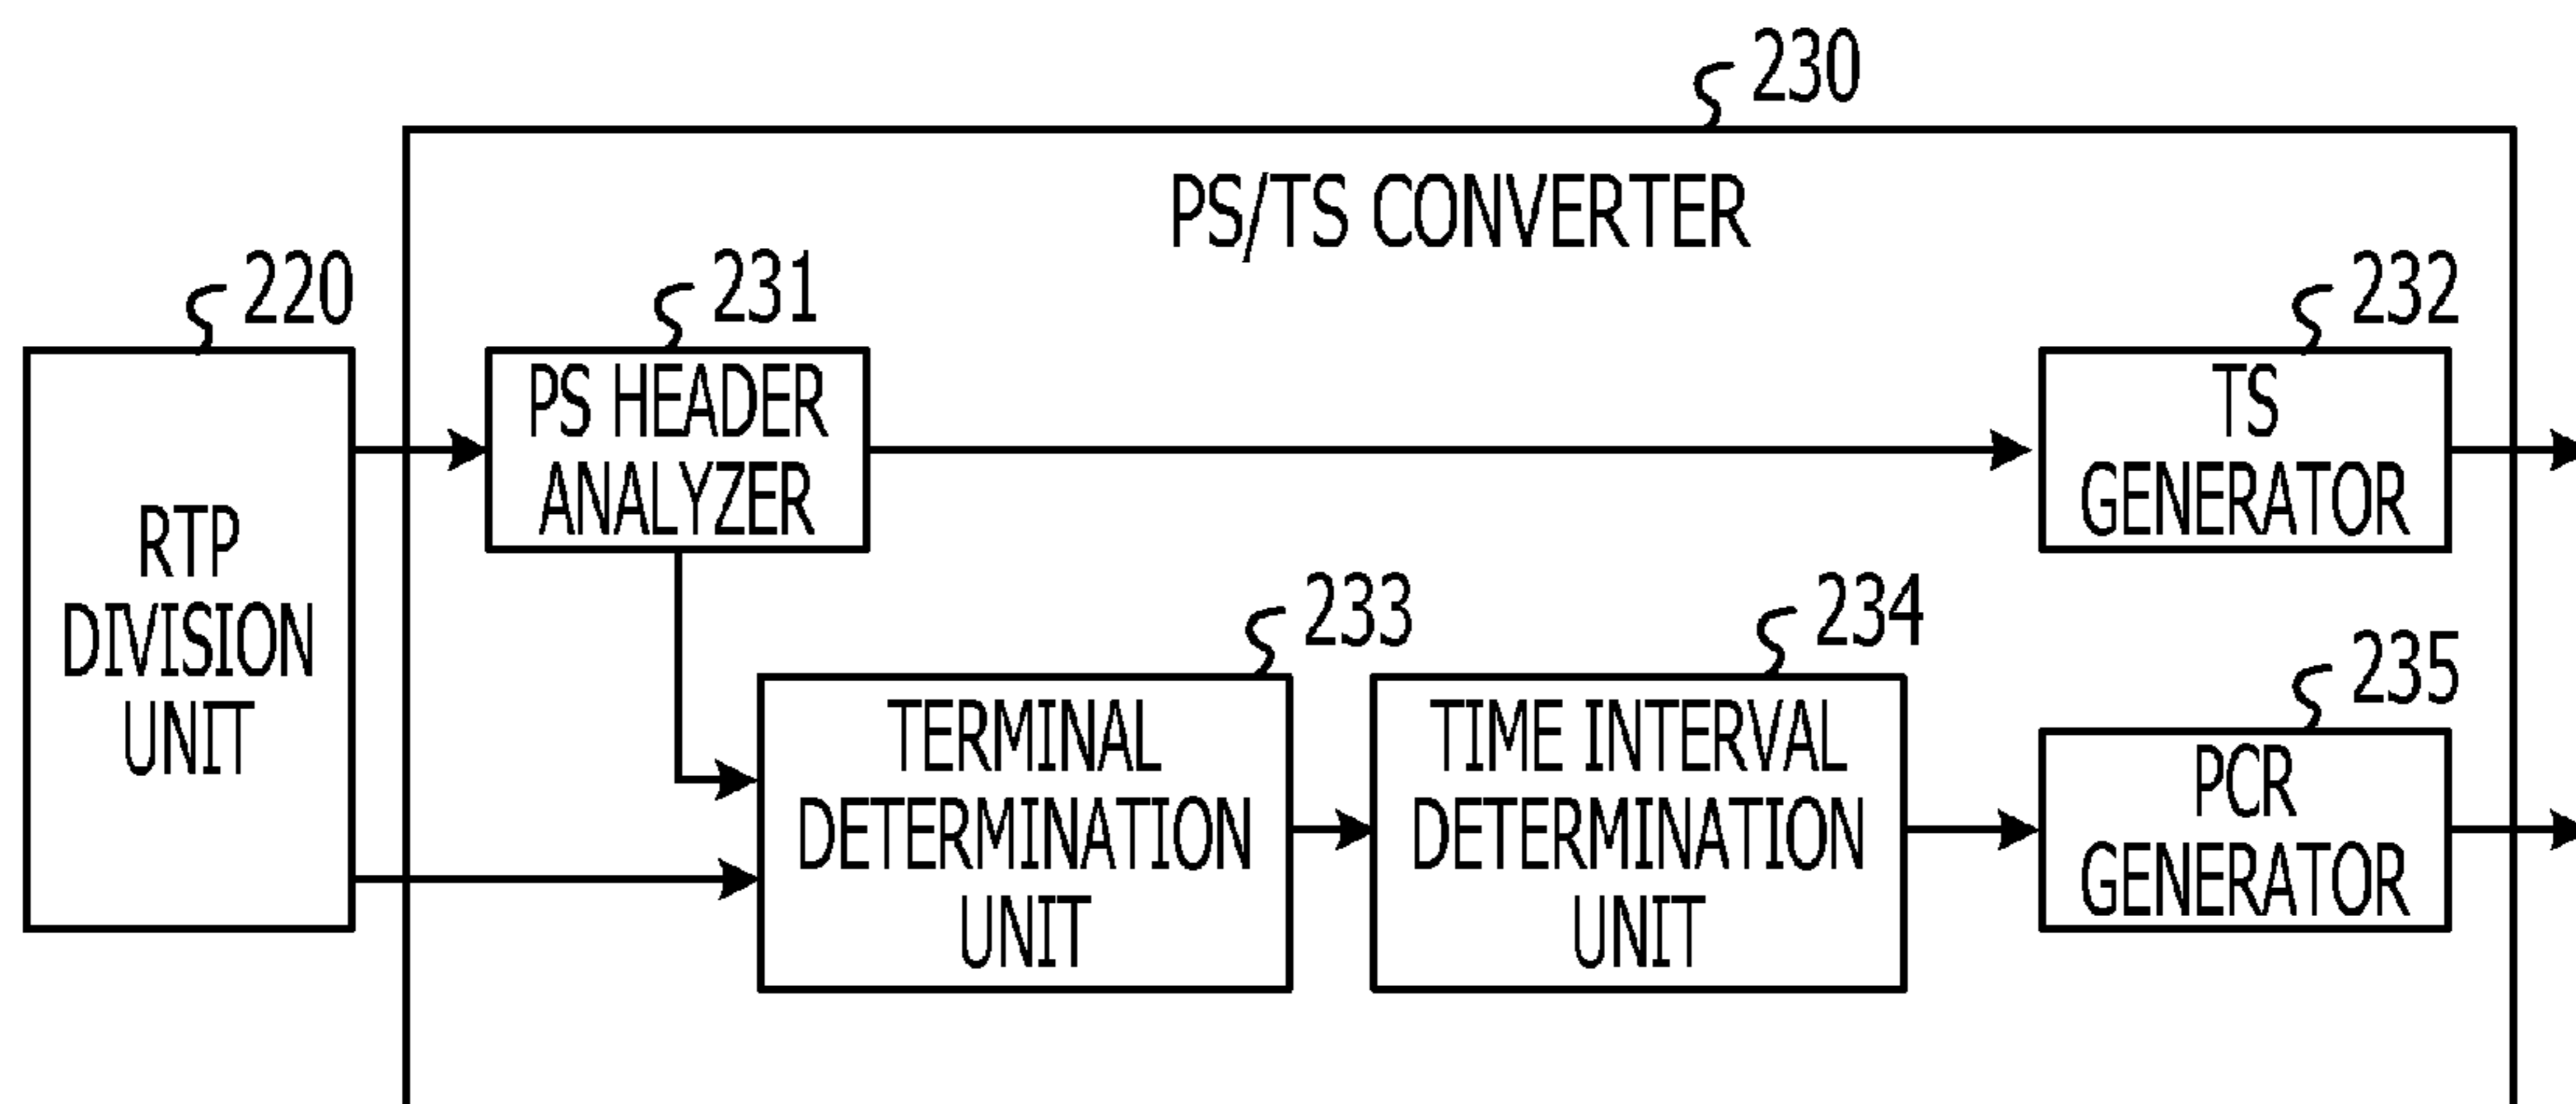 230
PS/TS CONVERTER
220
231
232
PS HEADER
ANALYZER
TS
GENERATOR
RTP
DIVISION
UNIT
233
234
235
TERMINAL
DETERMINATION
UNIT
TIME INTERVAL
DETERMINATION
UNIT
PCR
GENERATOR